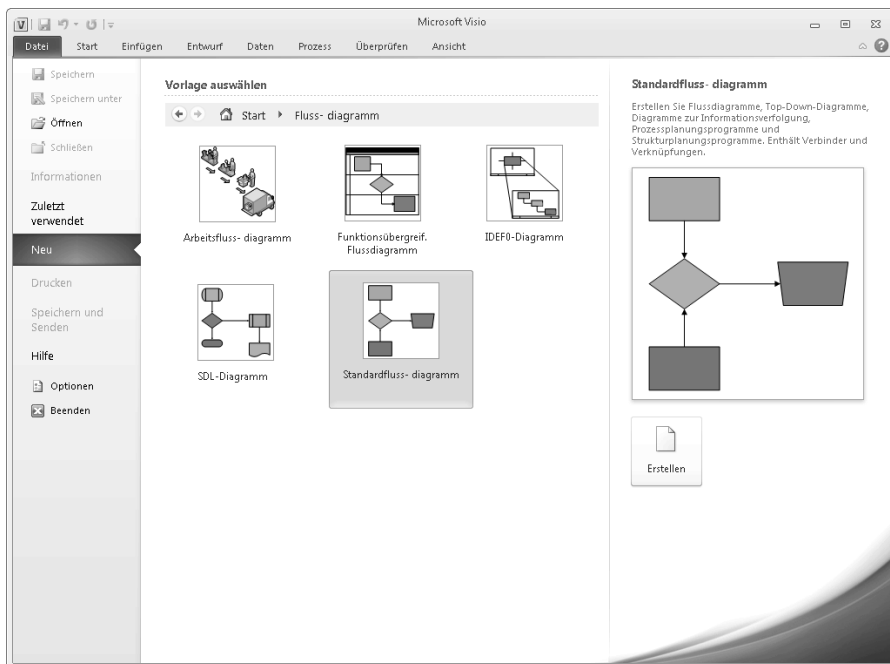 Microsoft Visio
Datei Start Einfügen Entwurf Daten Prozess Überprüfen Ansicht
Speichern
Speichern unter
Öffnen
Schließen
Informationen
Zuletzt
verwendet
Neu
Drucken
Speichern und
Senden
Hilfe
Optionen
Beenden
Vorlage auswählen
Start Fluss- diagramm
Arbeitsfluss- diagramm
Funktionsübergreif.
Flussdiagramm
IDEF0-Diagramm
SDL-Diagramm
Standardfluss- diagramm
Standardfluss- diagramm
Erstellen Sie Flussdiagramme, Top-Down-Diagramme,
Diagramme zur Informationsverfolgung,
Prozessplanungsprogramme und
Strukturplanungsprogramme. Enthält Verbinder und
Verknüpfungen.
Erstellen